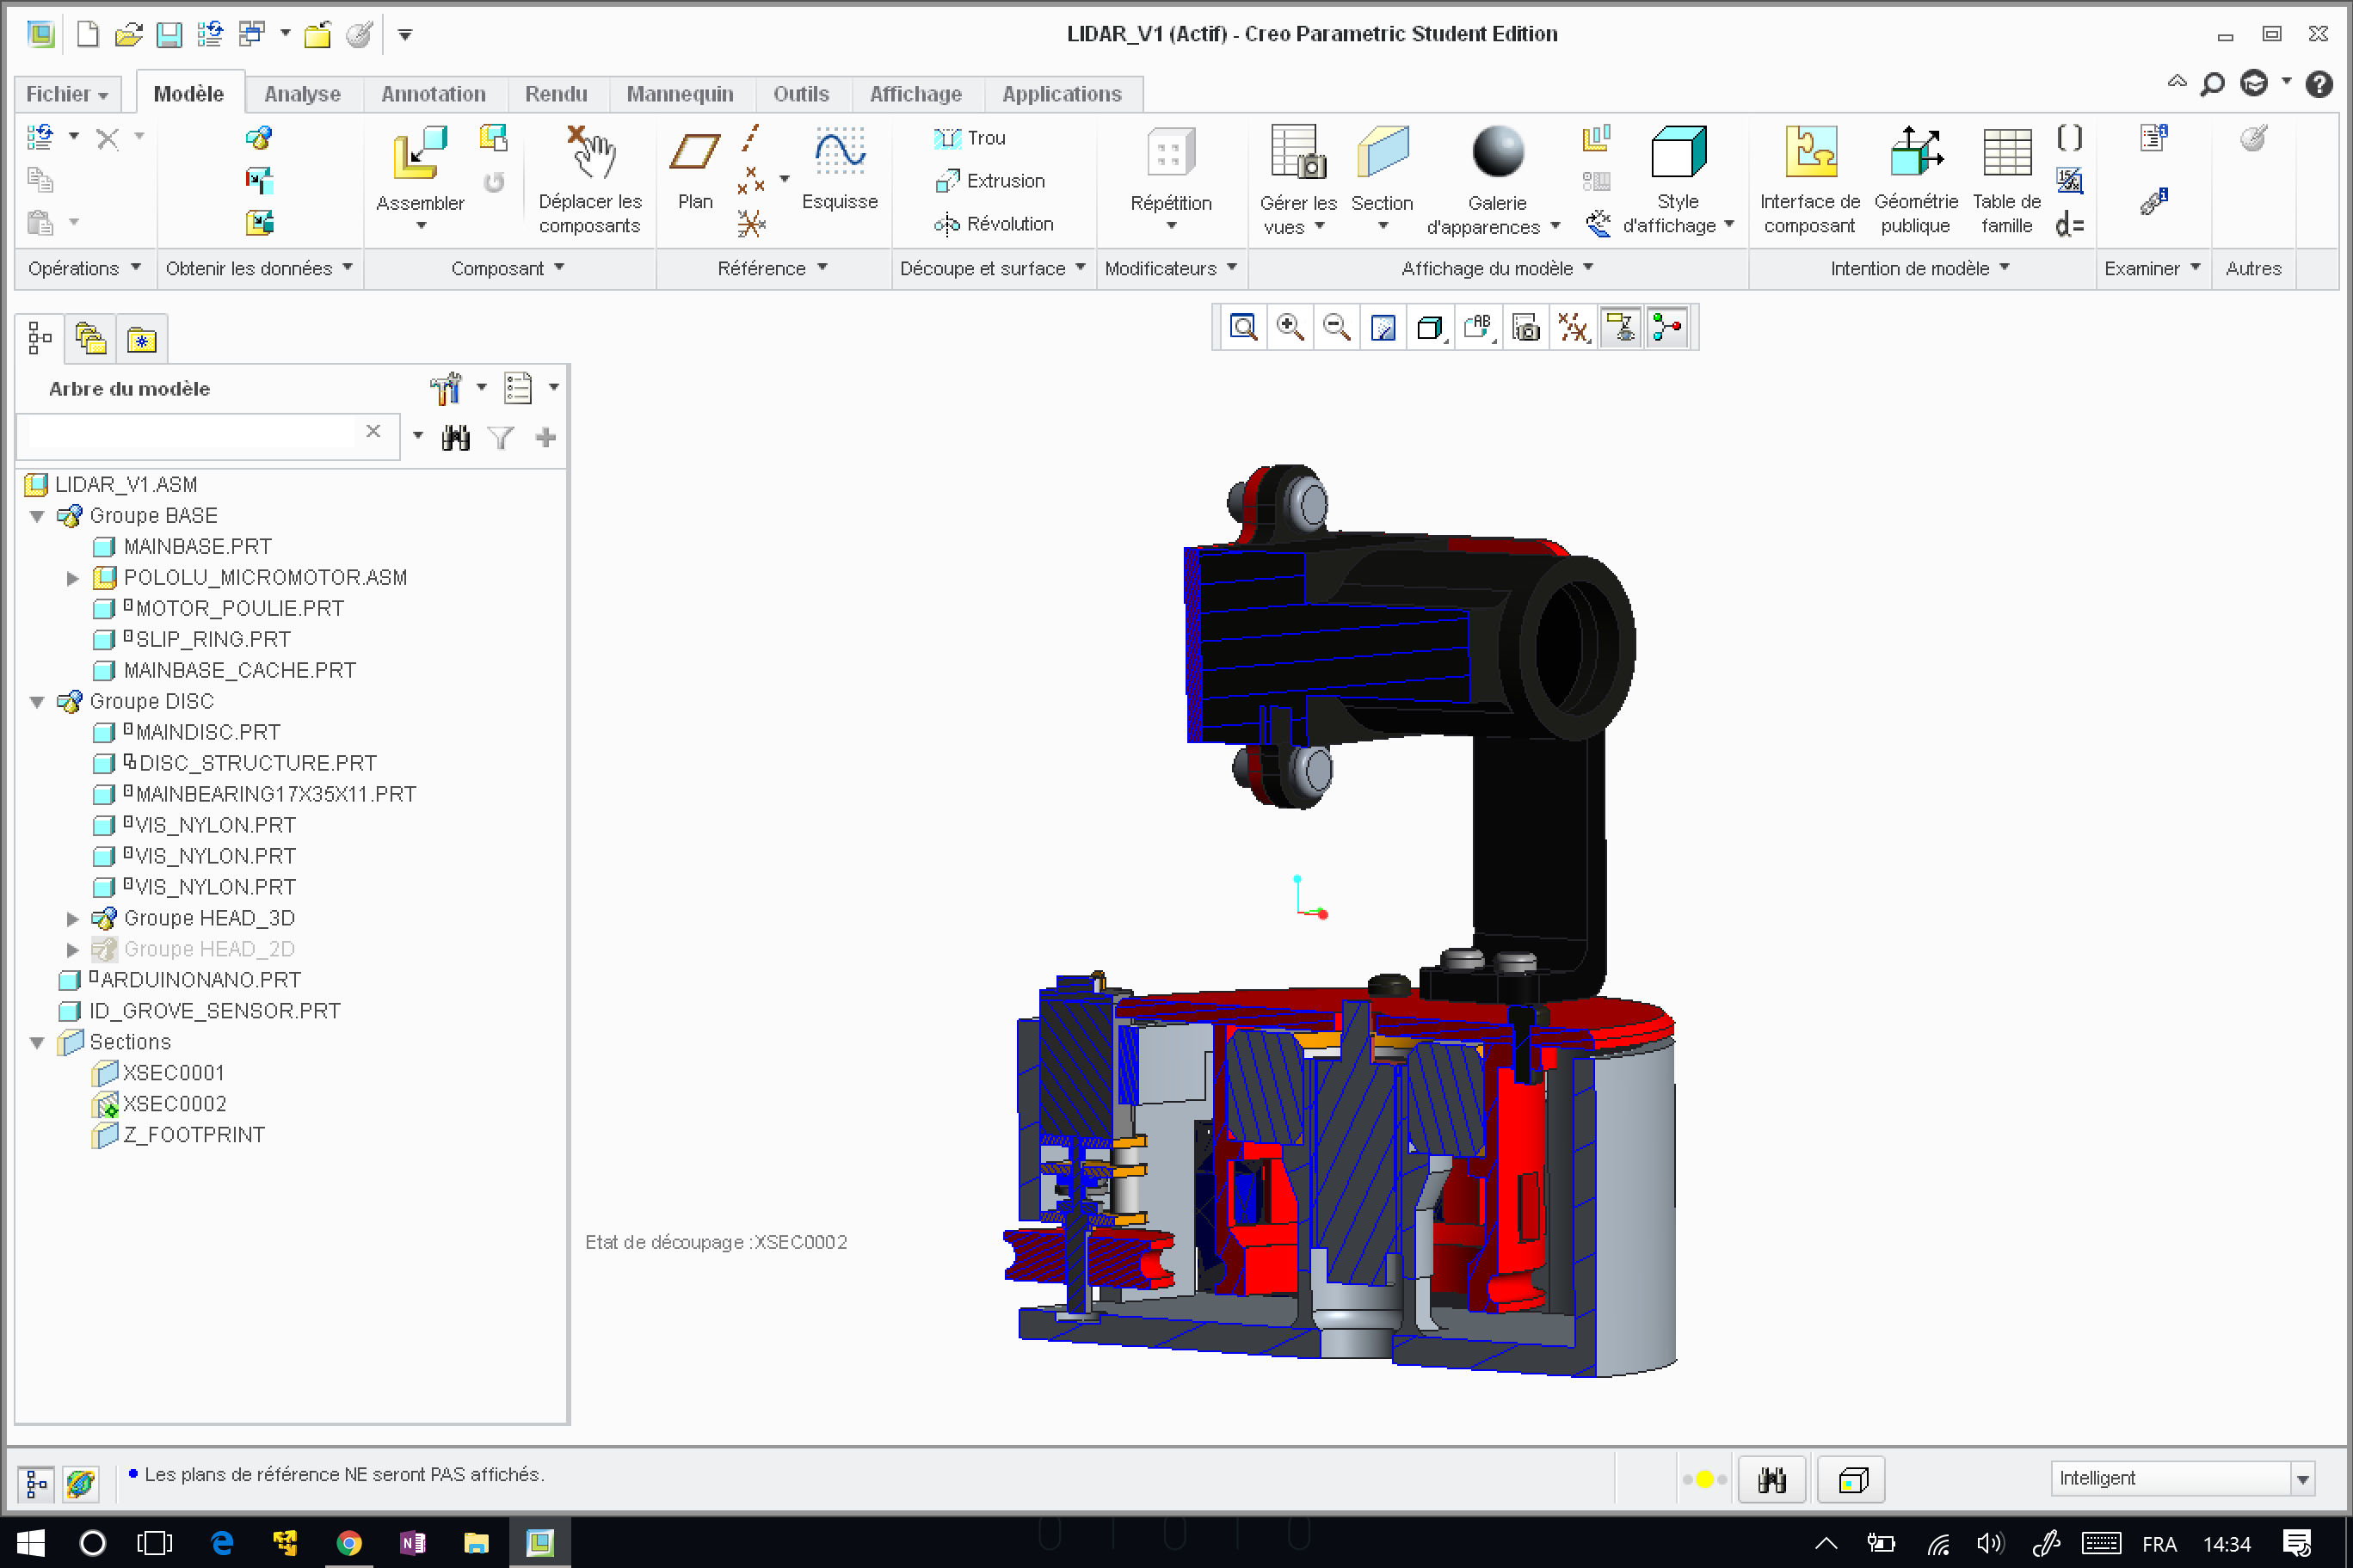 LIDAR_V1 (Actif) - Creo Parametric Student Edition
Fichier
Modèle
Analyse
Annotation
Rendu
Mannequin
Outils
Affichage
Applications
Assembler
Déplacer les
composants
Plan
Esquisse
Trou
Extrusion
Révolution
Répétition
Gérer les
vues
Section
Galerie
d'apparences
Style
d'affichage
Interface de
composant
Géométrie
publique
Table de
famille
d=
Opérations
Obtenir les données
Composant
Référence
Découpe et surface
Modificateurs
Affichage du modèle
Intention de modèle
Examiner
Autres
Arbre du modèle
LIDAR_V1.ASM
Groupe BASE
MAINBASE.PRT
POLOLU_MICROMOTOR.ASM
MOTOR_POULIE.PRT
SLIP_RING.PRT
MAINBASE_CACHE.PRT
Groupe DISC
MAINDISC.PRT
DISC_STRUCTURE.PRT
MAINBEARING17X35X11.PRT
VIS_NYLON.PRT
VIS_NYLON.PRT
VIS_NYLON.PRT
Groupe HEAD_3D
Groupe HEAD_2D
ARDUINONANO.PRT
ID_GROVE_SENSOR.PRT
Sections
XSEC0001
XSEC0002
Z_FOOTPRINT
Etat de découpage :XSEC0002
Les plans de référence NE seront PAS affichés.
Intelligent
FRA
14:34